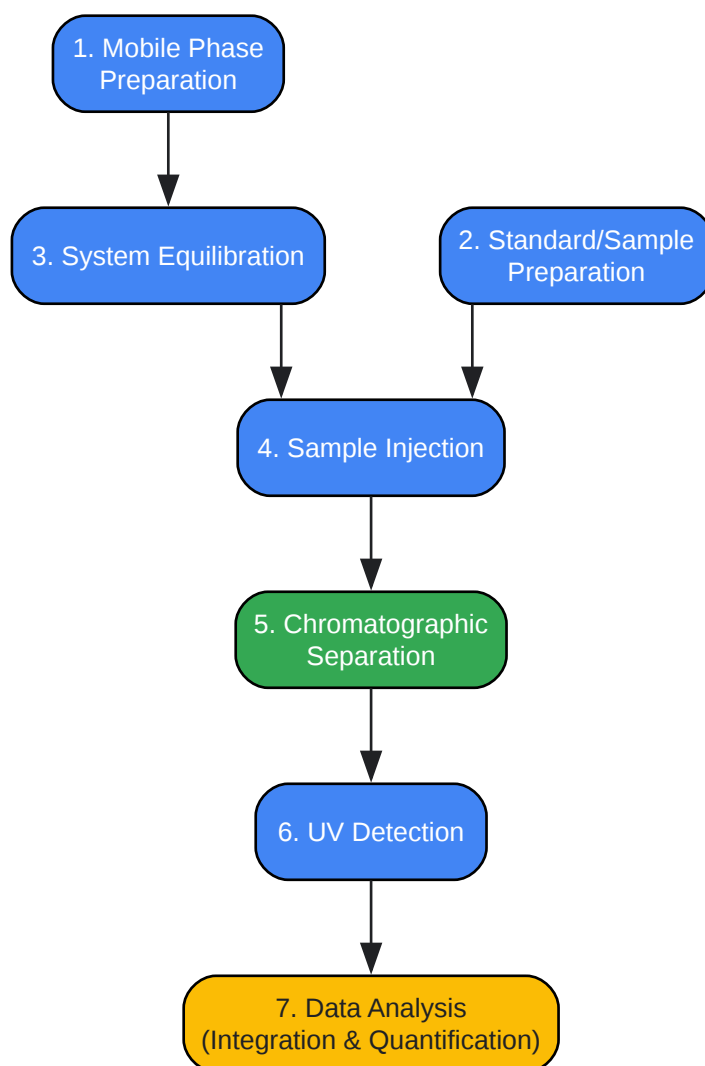 1. Mobile Phase
Preparation
3. System Equilibration
2. Standard/Sample
Preparation
4. Sample Injection
5. Chromatographic
Separation
6. UV Detection
7. Data Analysis
(Integration & Quantification)